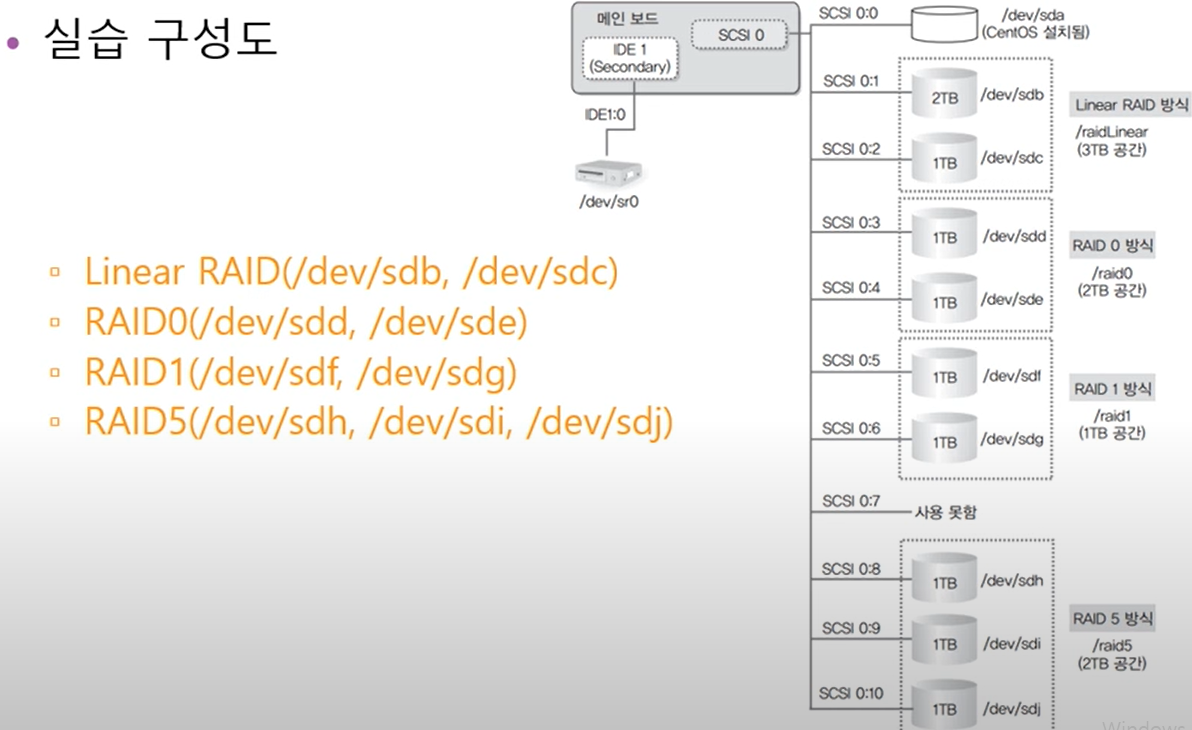 실습 구성도
Linear RAID(/dev/sdb, /dev/sdc)
RAID0(/dev/sdd, /dev/sde)
RAID1(/dev/sdf, /dev/sdg)
RAID5(/dev/sdh, /dev/sdi, /dev/sdj)
메인 보드
IDE 1
(Secondary)
SCSI 0
IDE1:0
/dev/sr0
SCSI 0:0
/dev/sda
(CentOS 설치됨)
SCSI 0:1
2TB
/dev/sdb
SCSI 0:2
1TB
/dev/sdc
Linear RAID 방식
/raidLinear
(3TB 공간)
SCSI 0:3
1TB
/dev/sdd
SCSI 0:4
1TB
/dev/sde
RAID 0 방식
/raid0
(2TB 공간)
SCSI 0:5
1TB
/dev/sdf
SCSI 0:6
1TB
/dev/sdg
RAID 1 방식
/raid1
(1TB 공간)
SCSI 0:7
사용 못함
SCSI 0:8
1TB
/dev/sdh
SCSI 0:9
1TB
/dev/sdi
SCSI 0:10
1TB
/dev/sdj
RAID 5 방식
/raid5
(2TB 공간)
Windows